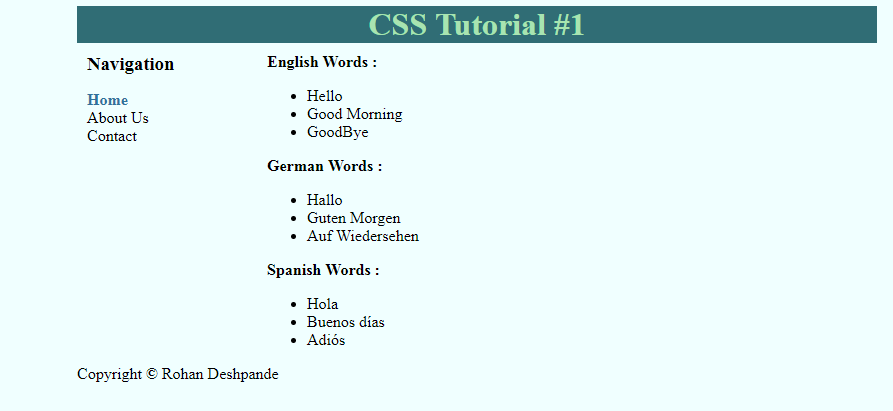 CSS Tutorial #1
Navigation
Home
About Us
Contact
English Words :
Hello
Good Morning
GoodBye
German Words :
Hallo
Guten Morgen
Auf Wiedersehen
Spanish Words :
Hola
Buenos días
Adiós
Copyright © Rohan Deshpande